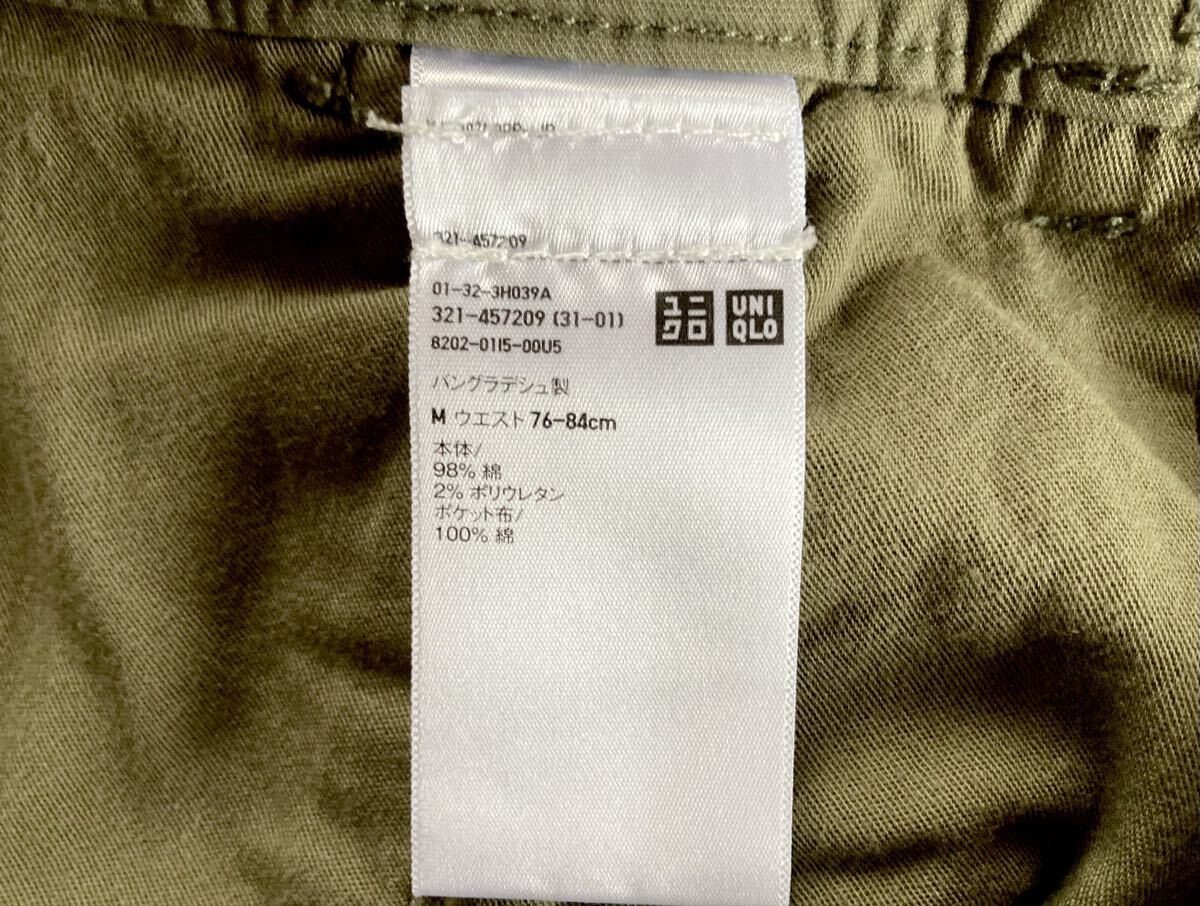 321-457209
01-32-3H039A
321-457209 (31-01)
8202-0115-00U5
ユニ
クロ
UNI
QLO
バングラデシュ製
M ウエスト 76-84cm
本体/
98% 綿
2% ポリウレタン
ポケット布/
100% 綿